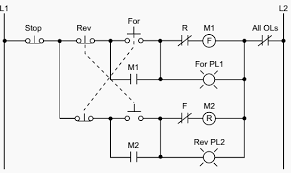 L1
L2
For
Stop
Rev
R
M1
All OLs
F
M1
For PL1
F
M2
R
M2
Rev PL2